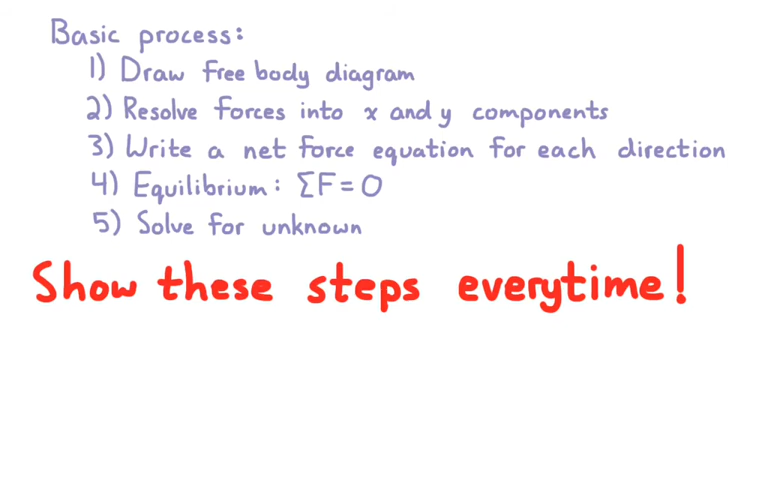 Basic process:
1) Draw free body diagram
2) Resolve forces into x and y components
3) Write a net force equation for each direction
4) Equilibrium: ΣF = 0
5) Solve for unknown
Show these steps everytime!